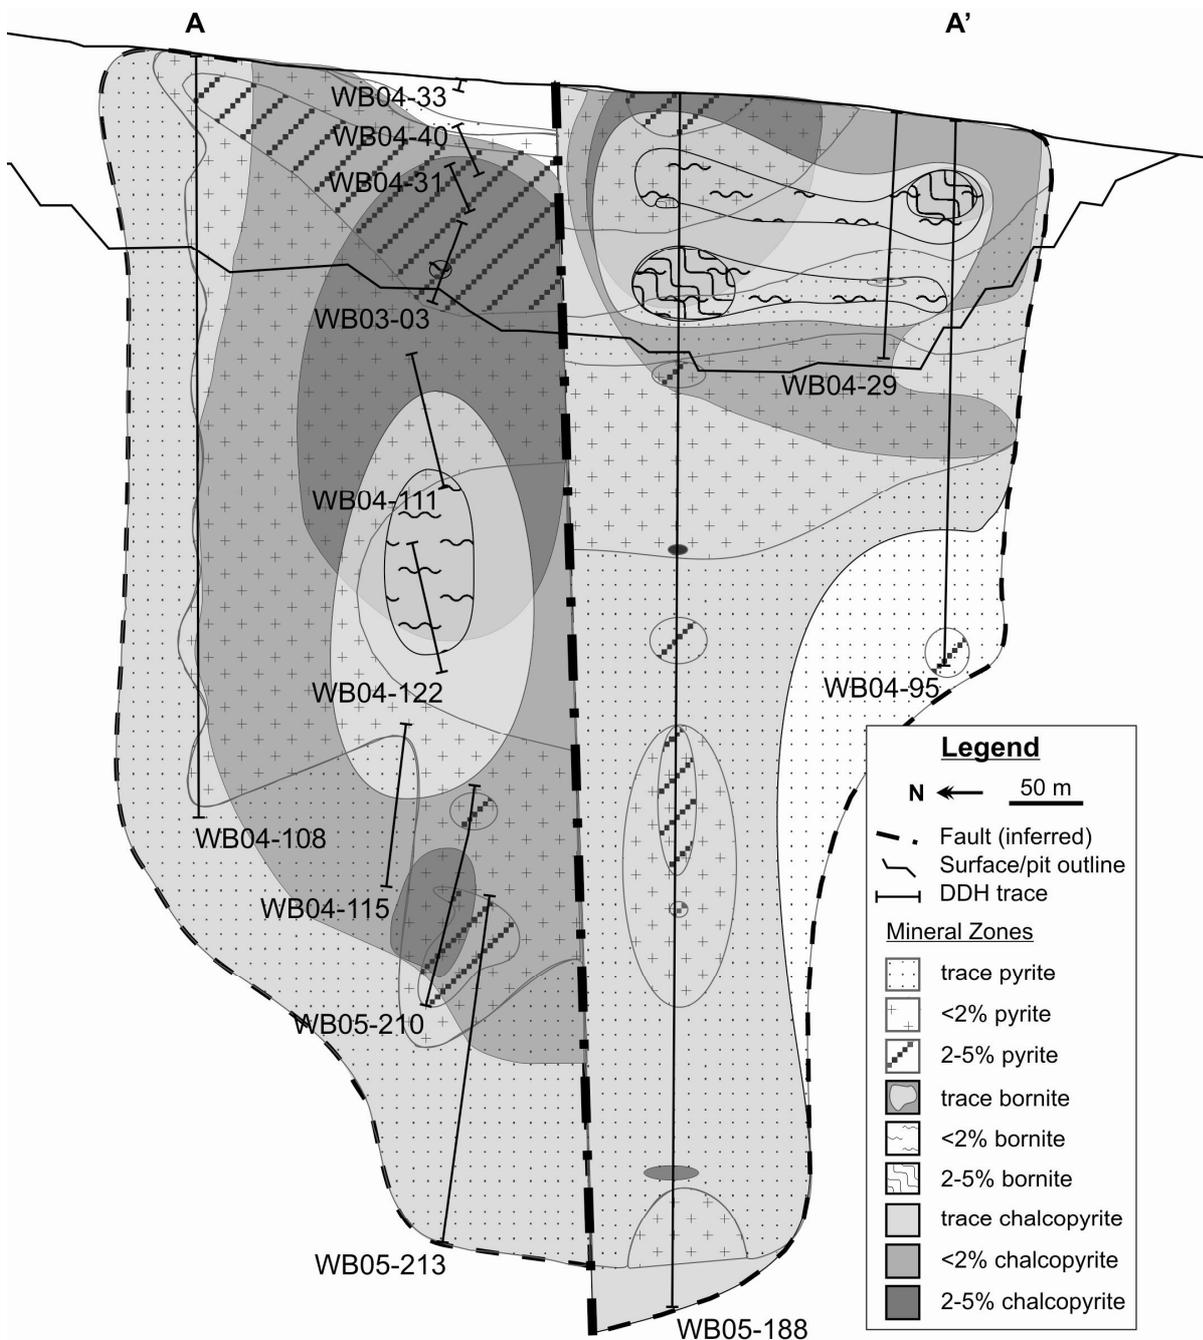 A
A’
WB04-33
WB04-40
WB04-31
WB03-03
WB04-29
WB04-111
WB04-122
WB04-95
WB04-108
WB04-115
WB05-210
WB05-213
WB05-188
Legend
N 50 m
Fault (inferred)
Surface/pit outline
DDH trace
Mineral Zones
trace pyrite
<2% pyrite
2-5% pyrite
trace bornite
<2% bornite
2-5% bornite
trace chalcopyrite
<2% chalcopyrite
2-5% chalcopyrite